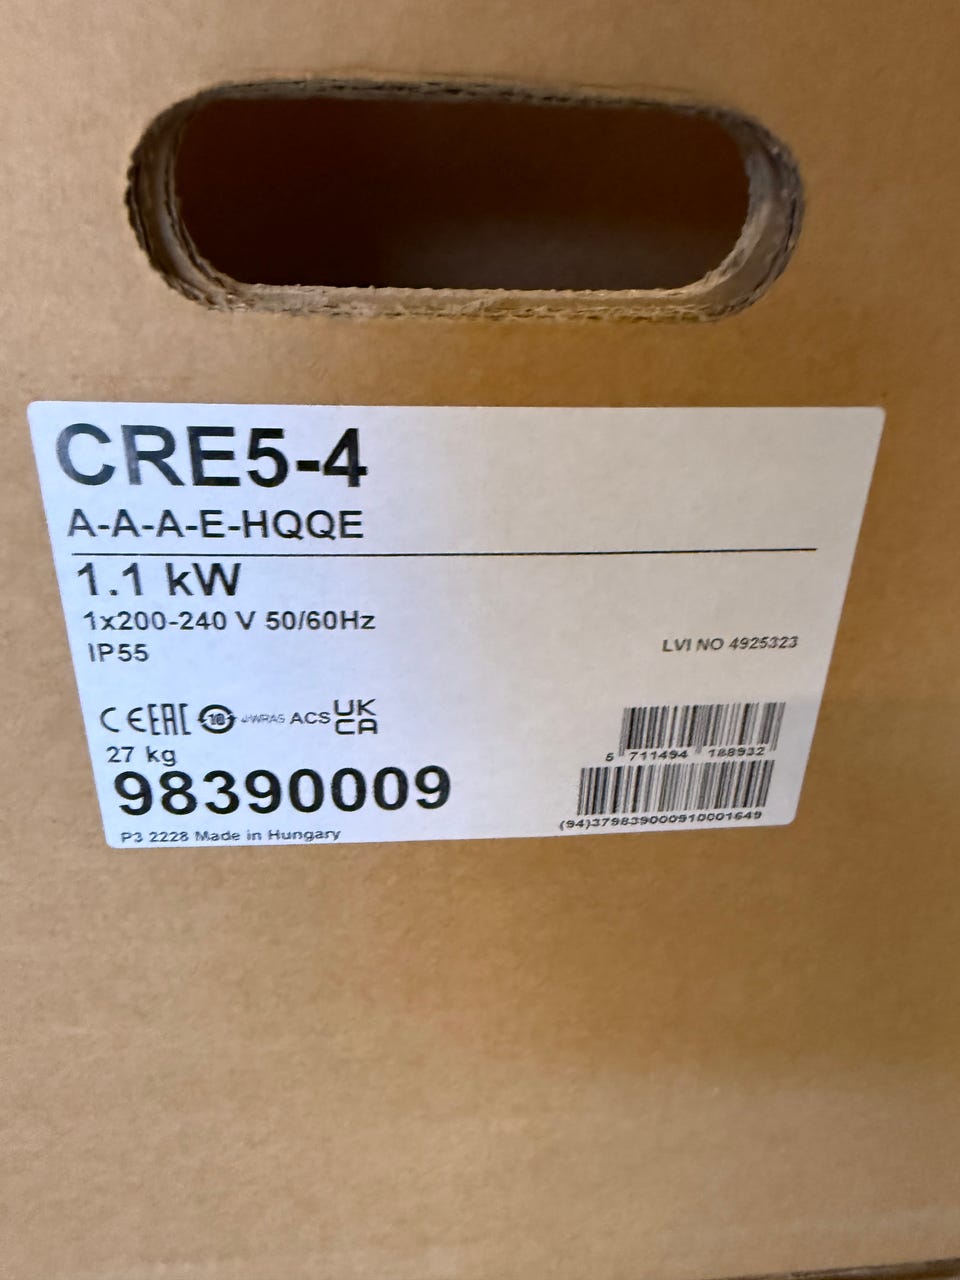 CRE5-4
A-A-A-E-HQQE
1.1 kW
1x200-240 V 50/60Hz
IP55
LVI NO 4925323
CE EAC 10 WRAS ACS UK CA
27 kg
5 711494 188932
98390009
(94)379839000910001649
P3 2228 Made in Hungary